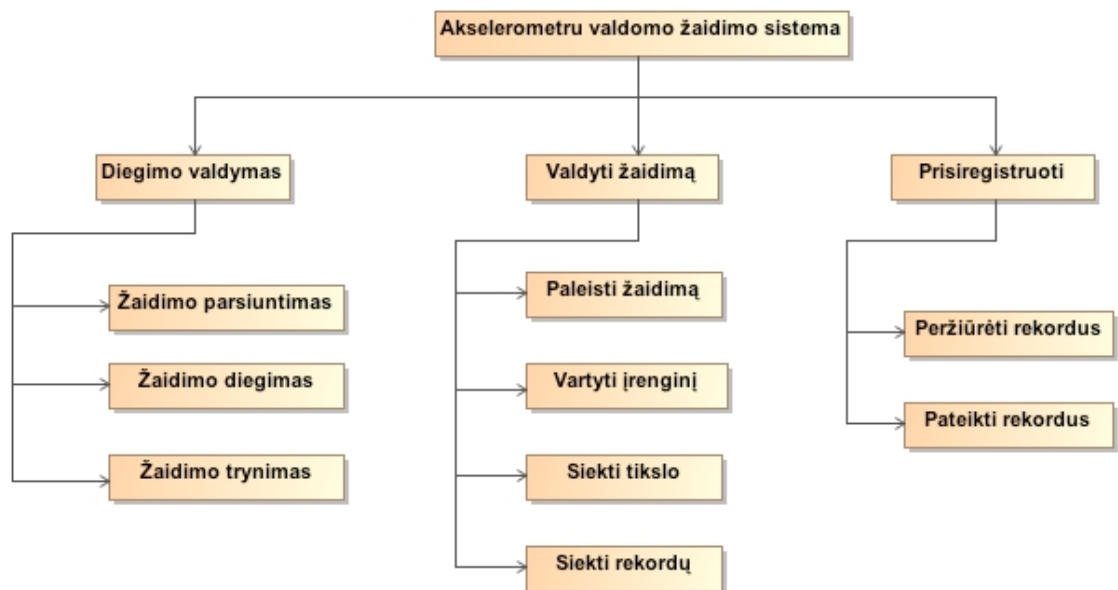 Akselerometru valdomo žaidimo sistema
Diegimo valdymas
Valdyti žaidimą
Prisiregistruoti
Žaidimo parsiuntimas
Žaidimo diegimas
Žaidimo trynimas
Paleisti žaidimą
Vartyti įrenginį
Siekti tikslo
Siekti rekordų
Peržiūrėti rekordus
Pateikti rekordus